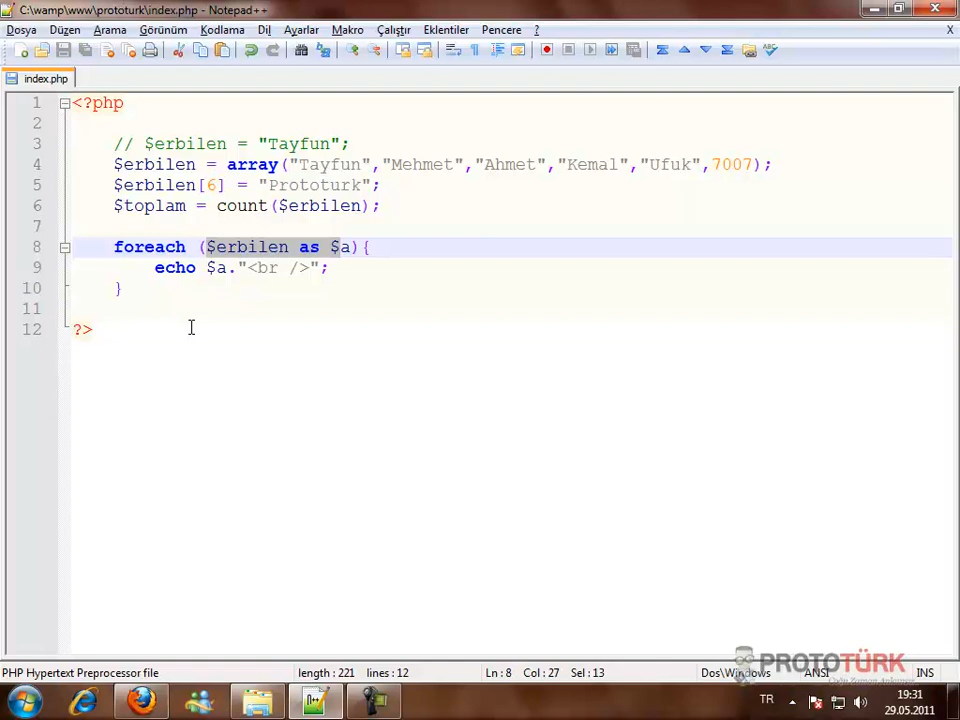 C:\wamp\www\prototurk\index.php - Notepad++
Dosya Düzen Arama Görünüm Kodlama Dil Ayarlar Makro Çalıştır Eklentiler Pencere ? X
index.php
1 <?php
2
3 // $erbilen = "Tayfun";
4 $erbilen = array("Tayfun","Mehmet","Ahmet","Kemal","Ufuk",7007);
5 $erbilen[6] = "Prototurk";
6 $toplam = count($erbilen);
7
8 foreach ($erbilen as $a){
9 echo $a."<br />";
10 }
11
12 ?>
PROTOTÜRK
PHP Hypertext Preprocessor file length : 221 lines : 12 Ln : 8 Col : 27 Sel : 13 Dos\Windows ANSI INS
TR 19:31
29.05.2011